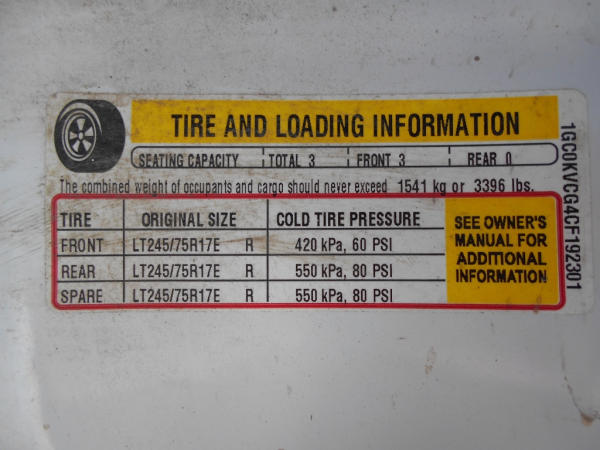 TIRE AND LOADING INFORMATION
SEATING CAPACITY TOTAL 3 FRONT 3 REAR 0
The combined weight of occupants and cargo should never exceed 1541 kg or 3396 lbs.
TIRE ORIGINAL SIZE COLD TIRE PRESSURE
FRONT LT245/75R17E R 420 kPa, 60 PSI
REAR LT245/75R17E R 550 kPa, 80 PSI
SPARE LT245/75R17E R 550 kPa, 80 PSI
SEE OWNER'S
MANUAL FOR
ADDITIONAL
INFORMATION
1GC0KVCG4CF192301